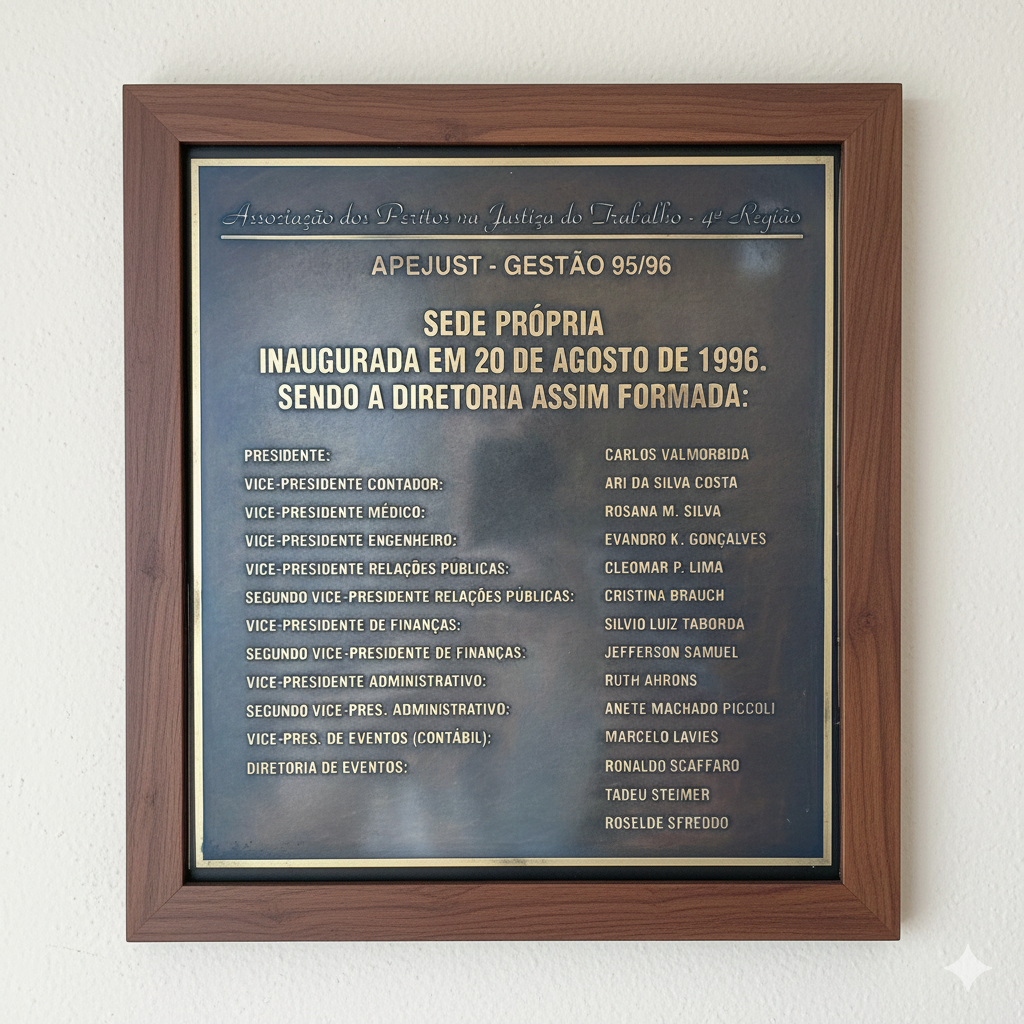 Associação dos Peritos na Justiça do Trabalho - 4ª Região
APEJUST - GESTÃO 95/96
SEDE PRÓPRIA
INAUGURADA EM 20 DE AGOSTO DE 1996.
SENDO A DIRETORIA ASSIM FORMADA:
PRESIDENTE: CARLOS VALMORBIDA
VICE-PRESIDENTE CONTADOR: ARI DA SILVA COSTA
VICE-PRESIDENTE MÉDICO: ROSANA M. SILVA
VICE-PRESIDENTE ENGENHEIRO: EVANDRO K. GONÇALVES
VICE-PRESIDENTE RELAÇÕES PÚBLICAS: CLEOMAR P. LIMA
SEGUNDO VICE-PRESIDENTE RELAÇÕES PÚBLICAS: CRISTINA BRAUCH
VICE-PRESIDENTE DE FINANÇAS: SILVIO LUIZ TABORDA
SEGUNDO VICE-PRESIDENTE DE FINANÇAS: JEFFERSON SAMUEL
VICE-PRESIDENTE ADMINISTRATIVO: RUTH AHRONS
SEGUNDO VICE-PRES. ADMINISTRATIVO: ANETE MACHADO PICCOLI
VICE-PRES. DE EVENTOS (CONTÁBIL): MARCELO LAVIES
DIRETORIA DE EVENTOS: RONALDO SCAFFARO
TADEU STEIMER
ROSELDE SFREDDO